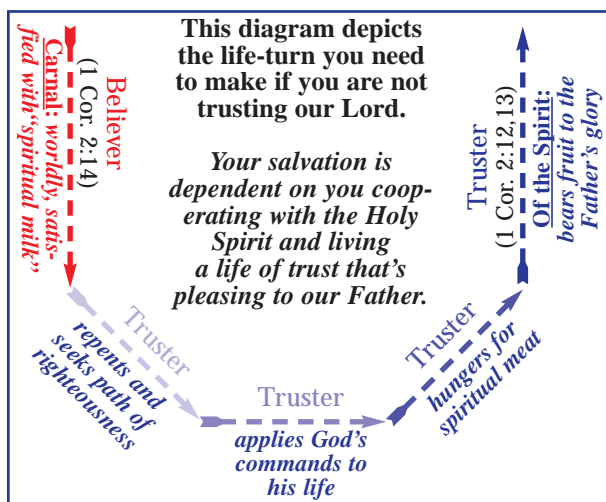 This diagram depicts
the life-turn you need
to make if you are not
trusting our Lord.
Your salvation is
dependent on you coop-
erating with the Holy
Spirit and living
a life of trust that's
pleasing to our Father.
Believer
(1 Cor. 2:14)
Carnal: worldly, satis-
fied with“spiritual milk”
Truster
repents and
seeks path of
righteousness
Truster
applies God's
commands to
his life
Truster
hungers for
spiritual meat
Truster
(1 Cor. 2:12,13)
Of the Spirit:
bears fruit to the
Father's glory